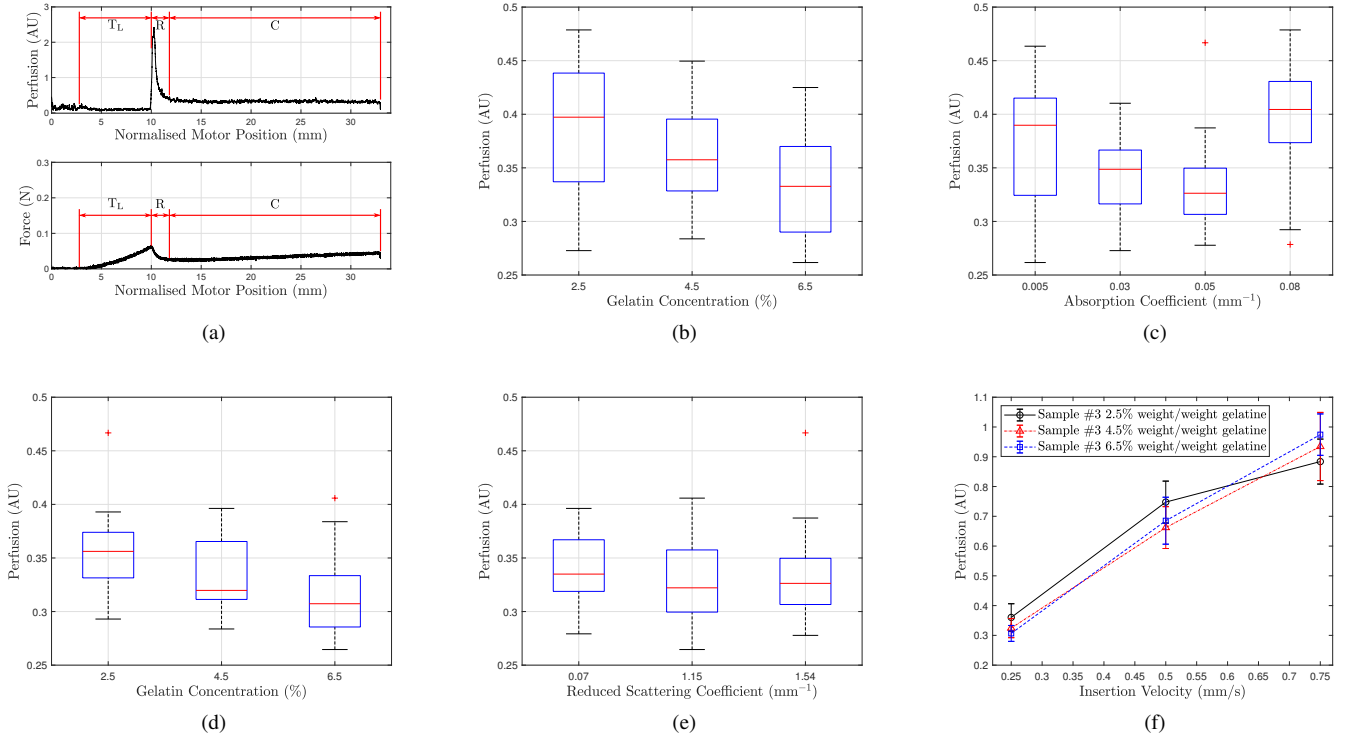 T_L R C
3
2
1
0
Perfusion (AU)
0 5 10 15 20 25 30
Normalised Motor Position (mm)
T_L R C
0.3
0.2
0.1
0
Force (N)
0 5 10 15 20 25 30
Normalised Motor Position (mm)
(a)
0.5
0.45
0.4
0.35
0.3
0.25
Perfusion (AU)
2.5 4.5 6.5
Gelatin Concentration (%)
(b)
0.5
0.45
0.4
0.35
0.3
0.25
Perfusion (AU)
0.005 0.03 0.05 0.08
Absorption Coefficient (mm⁻¹)
(c)
0.5
0.45
0.4
0.35
0.3
0.25
Perfusion (AU)
2.5 4.5 6.5
Gelatin Concentration (%)
(d)
0.5
0.45
0.4
0.35
0.3
0.25
Perfusion (AU)
0.07 1.15 1.54
Reduced Scattering Coefficient (mm⁻¹)
(e)
Sample #3 2.5% weight/weight gelatine
Sample #3 4.5% weight/weight gelatine
Sample #3 6.5% weight/weight gelatine
1.1
1
0.9
0.8
0.7
0.6
0.5
0.4
0.3
0.2
Perfusion (AU)
0.25 0.3 0.35 0.4 0.45 0.5 0.55 0.6 0.65 0.7 0.75
Insertion Velocity (mm/s)
(f)